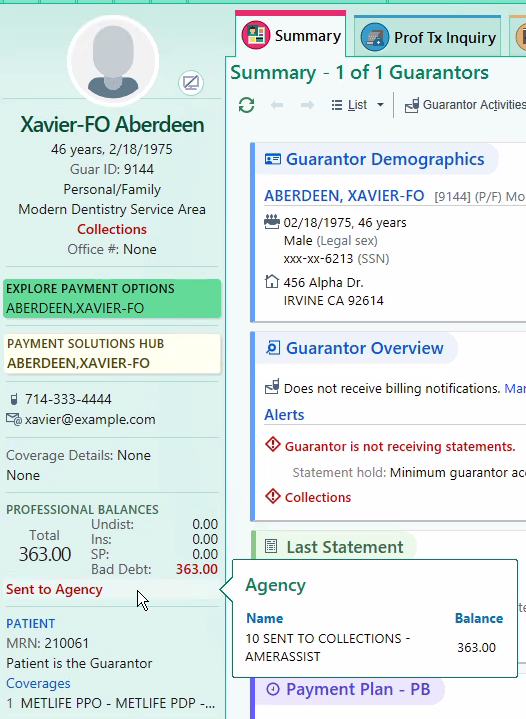 Summary
Prof Tx Inquiry
Summary - 1 of 1 Guarantors
List
Guarantor Activities
Xavier-FO Aberdeen
46 years, 2/18/1975
Guar ID: 9144
Personal/Family
Modern Dentistry Service Area
Collections
Office #: None
EXPLORE PAYMENT OPTIONS
ABERDEEN,XAVIER-FO
PAYMENT SOLUTIONS HUB
ABERDEEN,XAVIER-FO
714-333-4444
xavier@example.com
Coverage Details: None
None
PROFESSIONAL BALANCES
Total
363.00
Undist: 0.00
Ins: 0.00
SP: 0.00
Bad Debt: 363.00
Sent to Agency
PATIENT
MRN: 210061
Patient is the Guarantor
Coverages
1 METLIFE PPO - METLIFE PDP -...
Guarantor Demographics
ABERDEEN, XAVIER-FO [9144] (P/F) Mo
02/18/1975, 46 years
Male (Legal sex)
xxx-xx-6213 (SSN)
456 Alpha Dr.
IRVINE CA 92614
Guarantor Overview
Does not receive billing notifications. Mar
Alerts
Guarantor is not receiving statements.
Statement hold: Minimum guarantor acc
Collections
Last Statement
Agency
Name Balance
10 SENT TO COLLECTIONS -
AMERASSIST
363.00
Payment Plan - PB